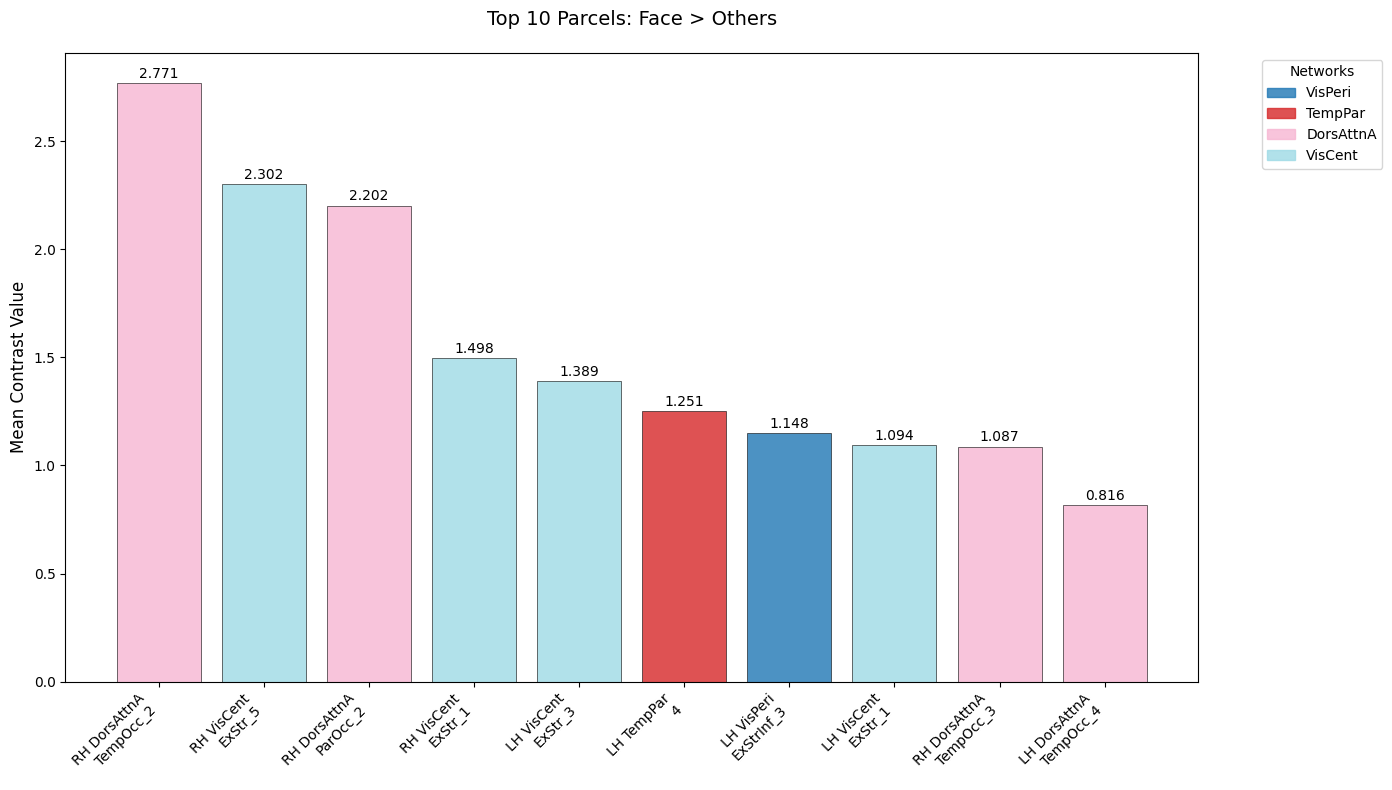 Top 10 Parcels: Face > Others
Networks
VisPeri
TempPar
DorsAttnA
VisCent
Mean Contrast Value
2.5
2.0
1.5
1.0
0.5
0.0
2.771
2.302
2.202
1.498
1.389
1.251
1.148
1.094
1.087
0.816
RH DorsAttnA
TempOcc_2
RH VisCent
ExStr_5
RH DorsAttnA
ParOcc_2
RH VisCent
ExStr_1
LH VisCent
ExStr_3
LH TempPar
4
LH VisPeri
ExStrInf_3
LH VisCent
ExStr_1
RH DorsAttnA
TempOcc_3
LH DorsAttnA
TempOcc_4